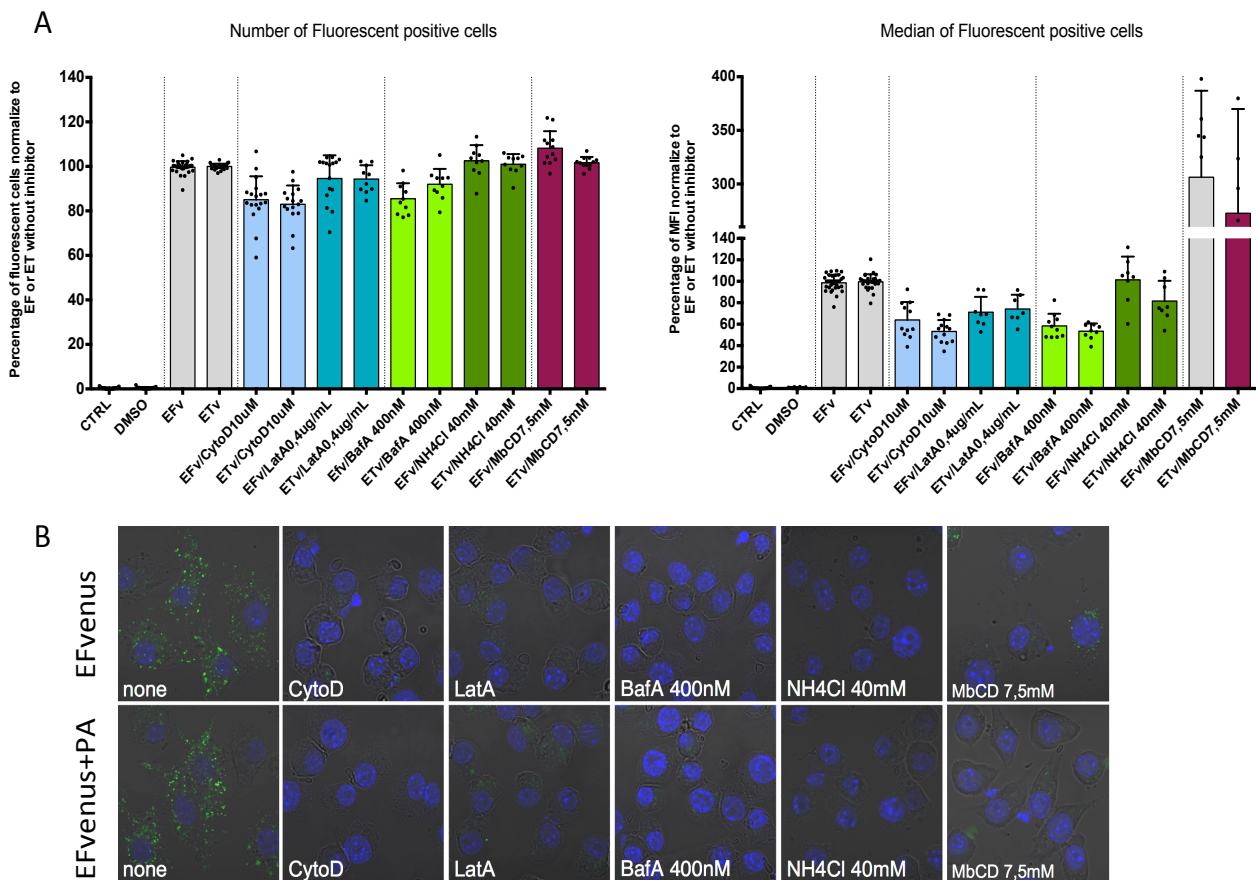 A
Number of Fluorescent positive cells
Percentage of fluorescent cells normalize to
EF or ET without inhibitor
140
120
100
80
60
40
20
0
CTRL
DMSO
EFv
ETv
EFv/CytoD10uM
ETv/CytoD10uM
EFv/LatA0,4ug/mL
ETv/LatA0,4ug/mL
Efv/BafA 400nM
ETv/BafA 400nM
EFv/NH4Cl 40mM
ETv/NH4Cl 40mM
EFv/MbCD7,5mM
ETv/MbCD7,5mM
Median of Fluorescent positive cells
Percentage of MFI normalize to
EF or ET without inhibitor
400
350
300
140
120
100
80
60
40
20
0
CTRL
DMSO
EFv
ETv
EFv/CytoD10uM
ETv/CytoD10uM
EFv/LatA0,4ug/mL
ETv/LatA0,4ug/mL
Efv/BafA 400nM
ETv/BafA 400nM
EFv/NH4Cl 40mM
ETv/NH4Cl 40mM
EFv/MbCD7,5mM
ETv/MbCD7,5mM
B
EFvenus
none
CytoD
LatA
BafA 400nM
NH4Cl 40mM
MbCD 7,5mM
EFvenus+PA
none
CytoD
LatA
BafA 400nM
NH4Cl 40mM
MbCD 7,5mM